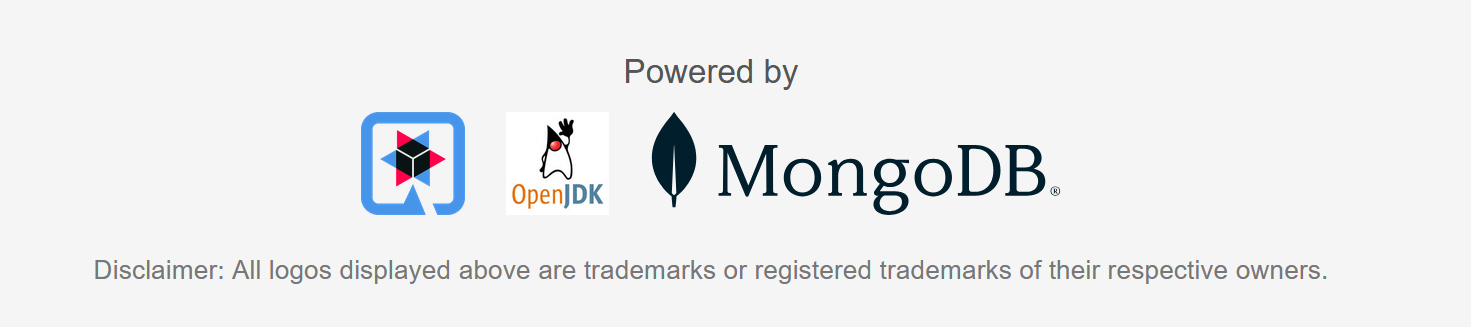 Powered by
OpenJDK
MongoDB®
Disclaimer: All logos displayed above are trademarks or registered trademarks of their respective owners.